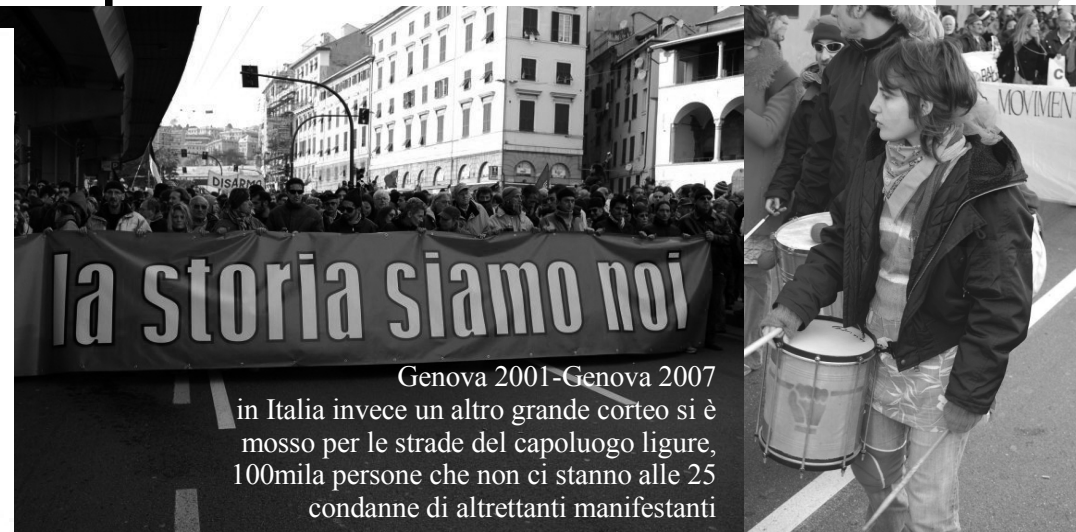 DISARM
la storia siamo noi
Genova 2001-Genova 2007
in Italia invece un altro grande corteo si è
mosso per le strade del capoluogo ligure,
100mila persone che non ci stanno alle 25
condanne di altrettanti manifestanti
MOVIMEN